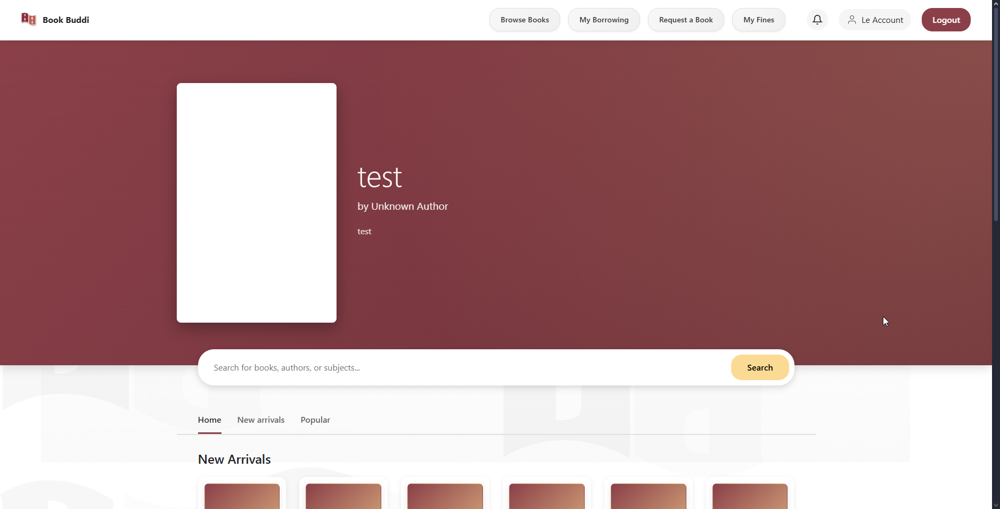 Book Buddi
Browse Books
My Borrowing
Request a Book
My Fines
Le Account
Logout
test
by Unknown Author
test
Search for books, authors, or subjects...
Search
Home
New arrivals
Popular
New Arrivals